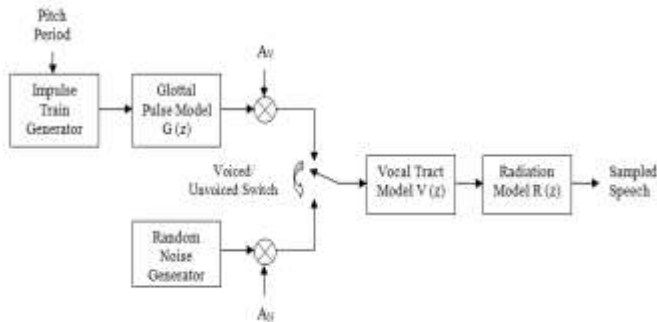 Pitch
Period
Impulse
Train
Generator
Glottal
Pulse Model
G (z)
Av
Voiced/
Unvoiced Switch
Vocal Tract
Model V (z)
Radiation
Model R (z)
Sampled
Speech
Random
Noise
Generator